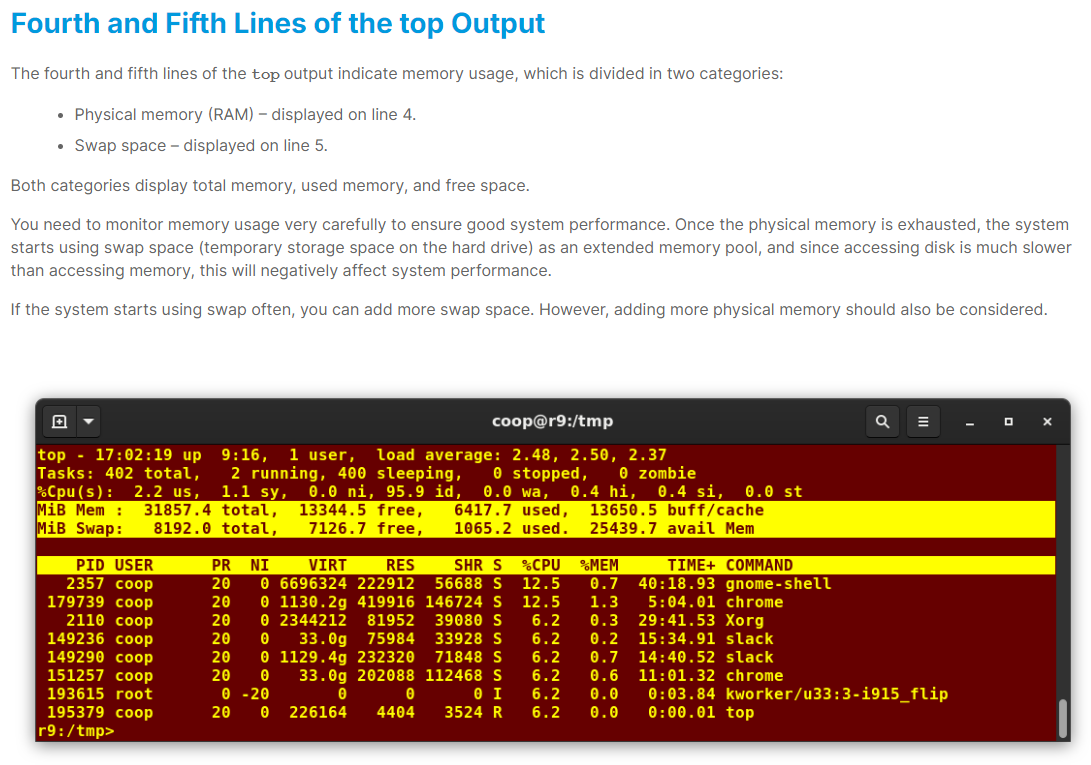 Fourth and Fifth Lines of the top Output
The fourth and fifth lines of the top output indicate memory usage, which is divided in two categories:
• Physical memory (RAM) – displayed on line 4.
• Swap space – displayed on line 5.
Both categories display total memory, used memory, and free space.
You need to monitor memory usage very carefully to ensure good system performance. Once the physical memory is exhausted, the system
starts using swap space (temporary storage space on the hard drive) as an extended memory pool, and since accessing disk is much slower
than accessing memory, this will negatively affect system performance.
If the system starts using swap often, you can add more swap space. However, adding more physical memory should also be considered.
coop@r9:/tmp
top - 17:02:19 up  9:16,  1 user,  load average: 2.48, 2.50, 2.37
Tasks: 402 total,   2 running, 400 sleeping,   0 stopped,   0 zombie
%Cpu(s):  2.2 us,  1.1 sy,  0.0 ni, 95.9 id,  0.0 wa,  0.4 hi,  0.4 si,  0.0 st
MiB Mem :  31857.4 total,  13344.5 free,   6417.7 used,  13650.5 buff/cache
MiB Swap:   8192.0 total,   7126.7 free,   1065.2 used.  25439.7 avail Mem
PID USER      PR  NI    VIRT    RES    SHR S  %CPU  %MEM     TIME+ COMMAND
2357 coop      20   0 6696324 222912  56688 S  12.5   0.7  40:18.93 gnome-shell
179739 coop      20   0 1130.2g 419916 146724 S  12.5   1.3   5:04.01 chrome
2110 coop      20   0 2344212  81952  39080 S   6.2   0.3  29:41.53 Xorg
149236 coop      20   0   33.0g  75984  33928 S   6.2   0.2  15:34.91 slack
149290 coop      20   0 1129.4g 232320  71848 S   6.2   0.7  14:40.52 slack
151257 coop      20   0   33.0g 202088 112468 S   6.2   0.6  11:01.32 chrome
193615 root       0 -20       0      0      0 I   6.2   0.0   0:03.84 kworker/u33:3-i915_flip
195379 coop      20   0  226164   4404   3524 R   6.2   0.0   0:00.01 top
r9:/tmp>